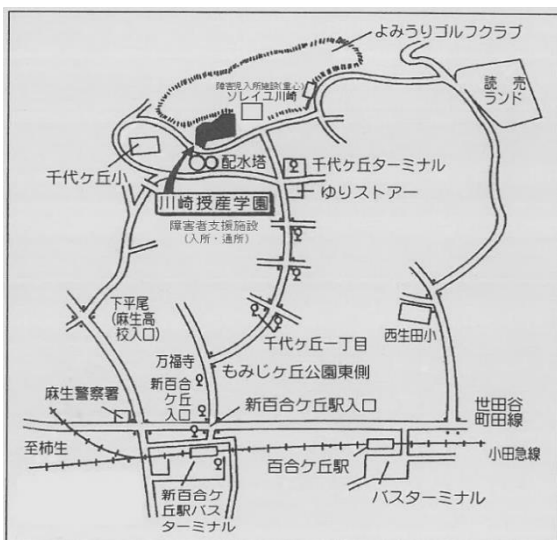 よみうりゴルフクラブ
読売
ランド
障害児入所施設(重心)
ソレイユ川崎
千代ヶ丘小
配水塔
千代ヶ丘ターミナル
ゆりストアー
川崎授産学園
障害者支援施設
(入所・通所)
下平尾
(麻生高
校入口)
西生田小
千代ケ丘一丁目
万福寺
もみじケ丘公園東側
新百合
ケ丘
入口
麻生警察署
新百合ケ丘駅入口
世田谷
町田線
至柿生
百合ケ丘駅
小田急線
新百合ケ
丘駅バス
ターミナル
バスターミナル